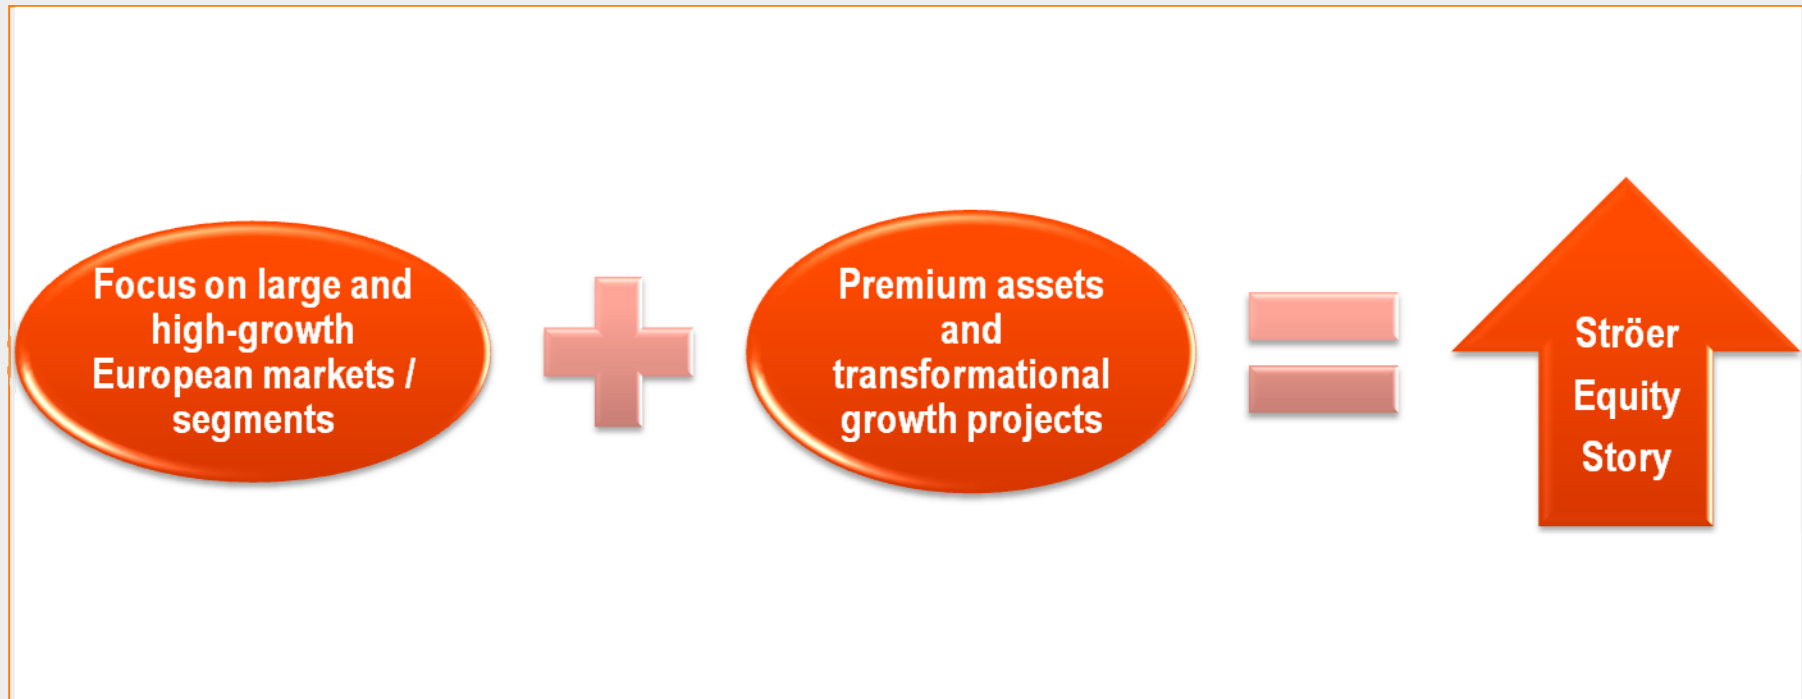 Focus on large and
high-growth
European markets /
segments
Premium assets
and
transformational
growth projects
Ströer
Equity
Story